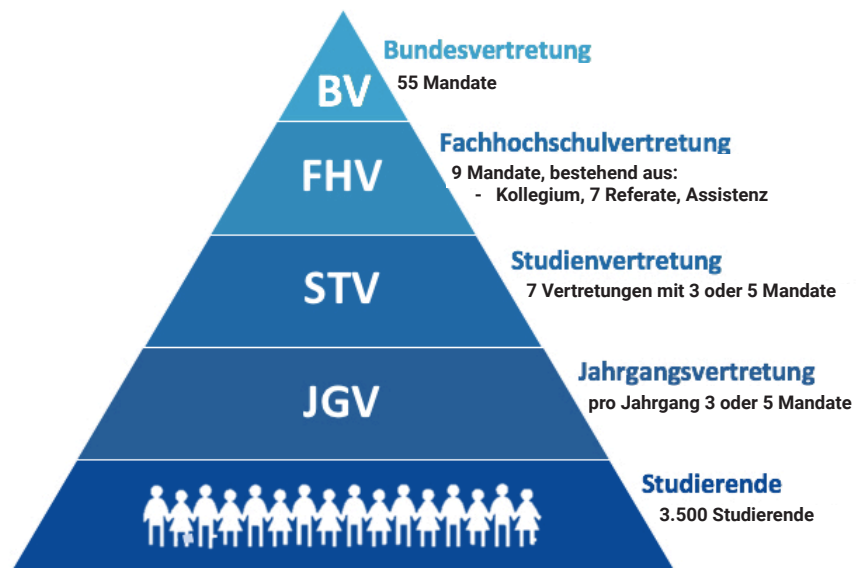 Bundesvertretung
BV
55 Mandate
Fachhochschulvertretung
FHV
9 Mandate, bestehend aus:
- Kollegium, 7 Referate, Assistenz
Studienvertretung
STV
7 Vertretungen mit 3 oder 5 Mandate
Jahrgangsvertretung
JGV
pro Jahrgang 3 oder 5 Mandate
Studierende
3.500 Studierende